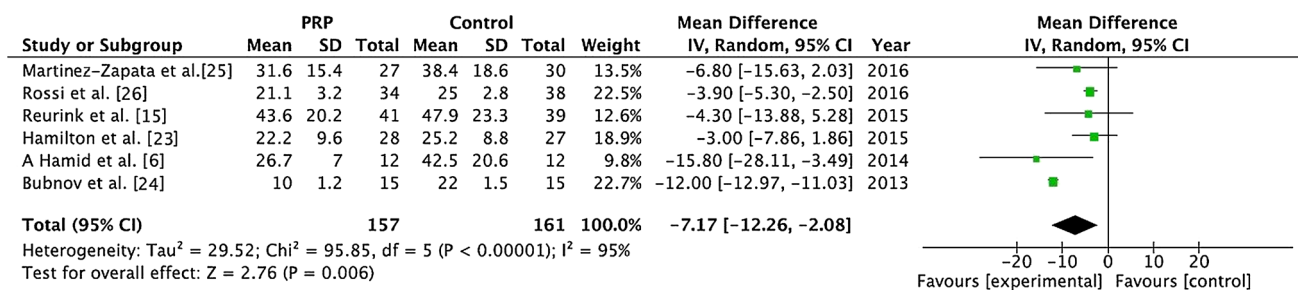 PRP Control Mean Difference Mean Difference
Study or Subgroup Mean SD Total Mean SD Total Weight IV, Random, 95% CI Year IV, Random, 95% CI
Martinez-Zapata et al.[25] 31.6 15.4 27 38.4 18.6 30 13.5% −6.80 [−15.63, 2.03] 2016
Rossi et al. [26] 21.1 3.2 34 25 2.8 38 22.5% −3.90 [−5.30, −2.50] 2016
Reurink et al. [15] 43.6 20.2 41 47.9 23.3 39 12.6% −4.30 [−13.88, 5.28] 2015
Hamilton et al. [23] 22.2 9.6 28 25.2 8.8 27 18.9% −3.00 [−7.86, 1.86] 2015
A Hamid et al. [6] 26.7 7 12 42.5 20.6 12 9.8% −15.80 [−28.11, −3.49] 2014
Bubnov et al. [24] 10 1.2 15 22 1.5 15 22.7% −12.00 [−12.97, −11.03] 2013
Total (95% CI) 157 161 100.0% −7.17 [−12.26, −2.08]
Heterogeneity: Tau² = 29.52; Chi² = 95.85, df = 5 (P < 0.00001); I² = 95%
Test for overall effect: Z = 2.76 (P = 0.006)
−20 −10 0 10 20
Favours [experimental] Favours [control]